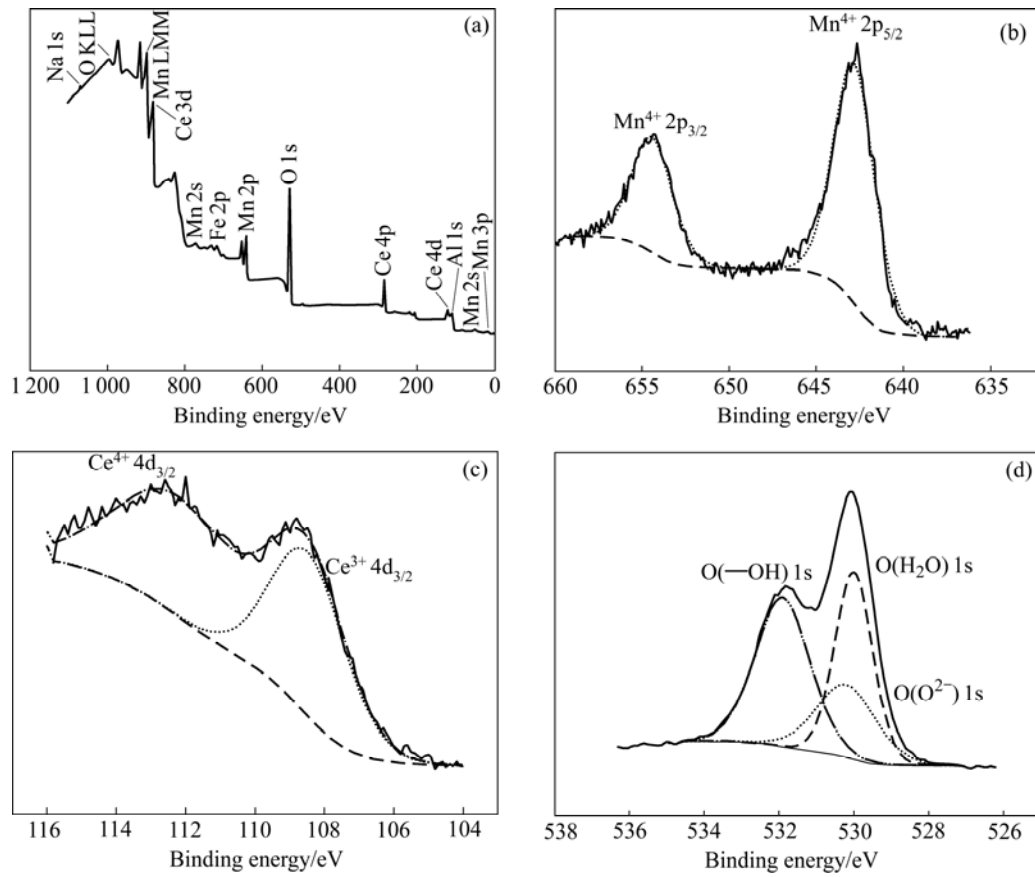 (a)
Na 1s
O KLL
Mn LMM
Ce 3d
Mn 2s
Fe 2p
Mn 2p
O 1s
Ce 4p
Ce 4d
Al 1s
Mn 2s
Mn 3p
1 200 1 000 800 600 400 200 0
Binding energy/eV
(b)
Mn⁴⁺ 2p₅/₂
Mn⁴⁺ 2p₃/₂
660 655 650 645 640 635
Binding energy/eV
(c)
Ce⁴⁺ 4d₃/₂
Ce³⁺ 4d₃/₂
116 114 112 110 108 106 104
Binding energy/eV
(d)
O(—OH) 1s
O(H₂O) 1s
O(O²⁻) 1s
538 536 534 532 530 528 526
Binding energy/eV